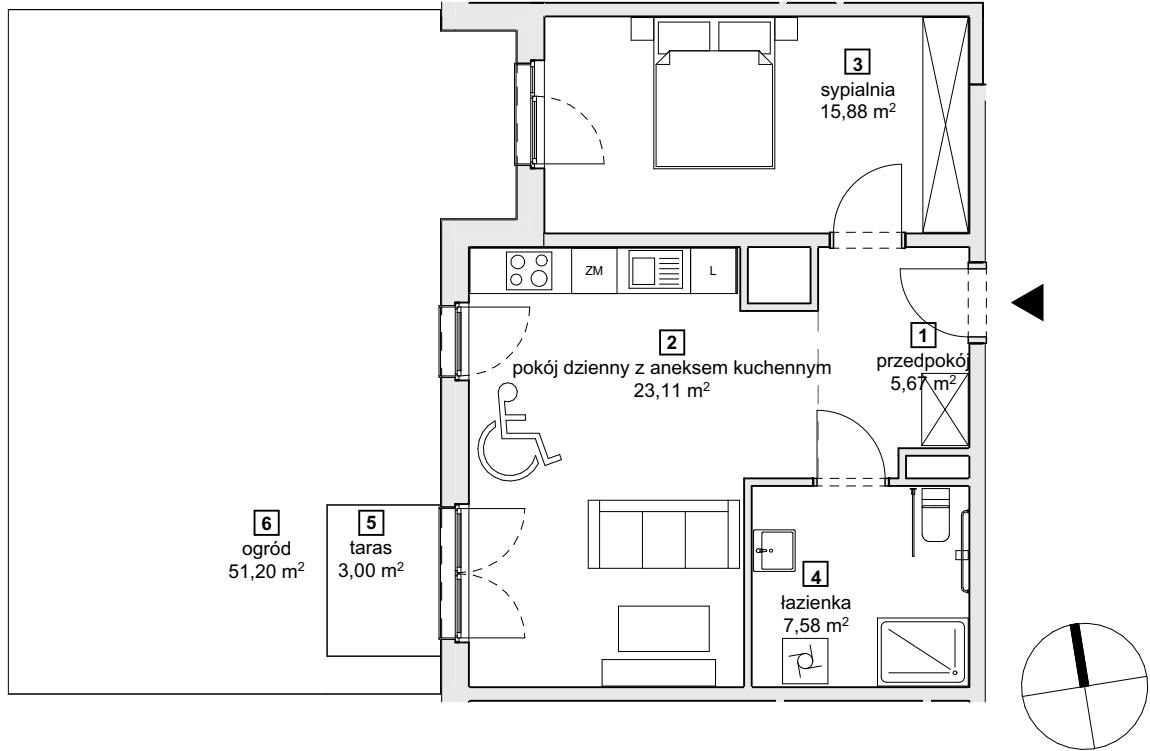 3
sypialnia
15,88 m²
ZM
L
2
pokój dzienny z aneksem kuchennym
23,11 m²
1
przedpokój
5,67 m²
6
ogród
51,20 m²
5
taras
3,00 m²
4
łazienka
7,58 m²